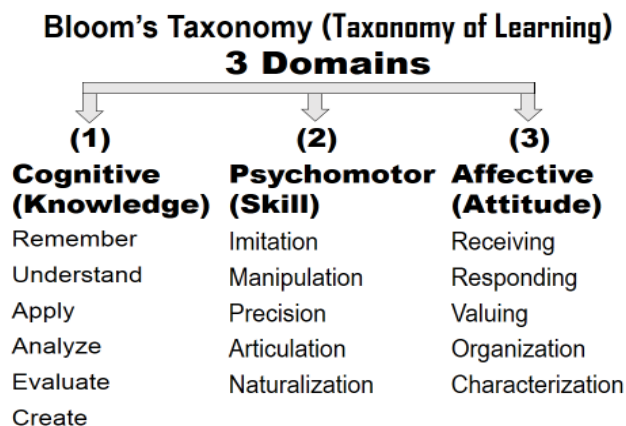 Bloom's Taxonomy (Taxonomy of Learning)
3 Domains
(1)
Cognitive
(Knowledge)
Remember
Understand
Apply
Analyze
Evaluate
Create
(2)
Psychomotor
(Skill)
Imitation
Manipulation
Precision
Articulation
Naturalization
(3)
Affective
(Attitude)
Receiving
Responding
Valuing
Organization
Characterization